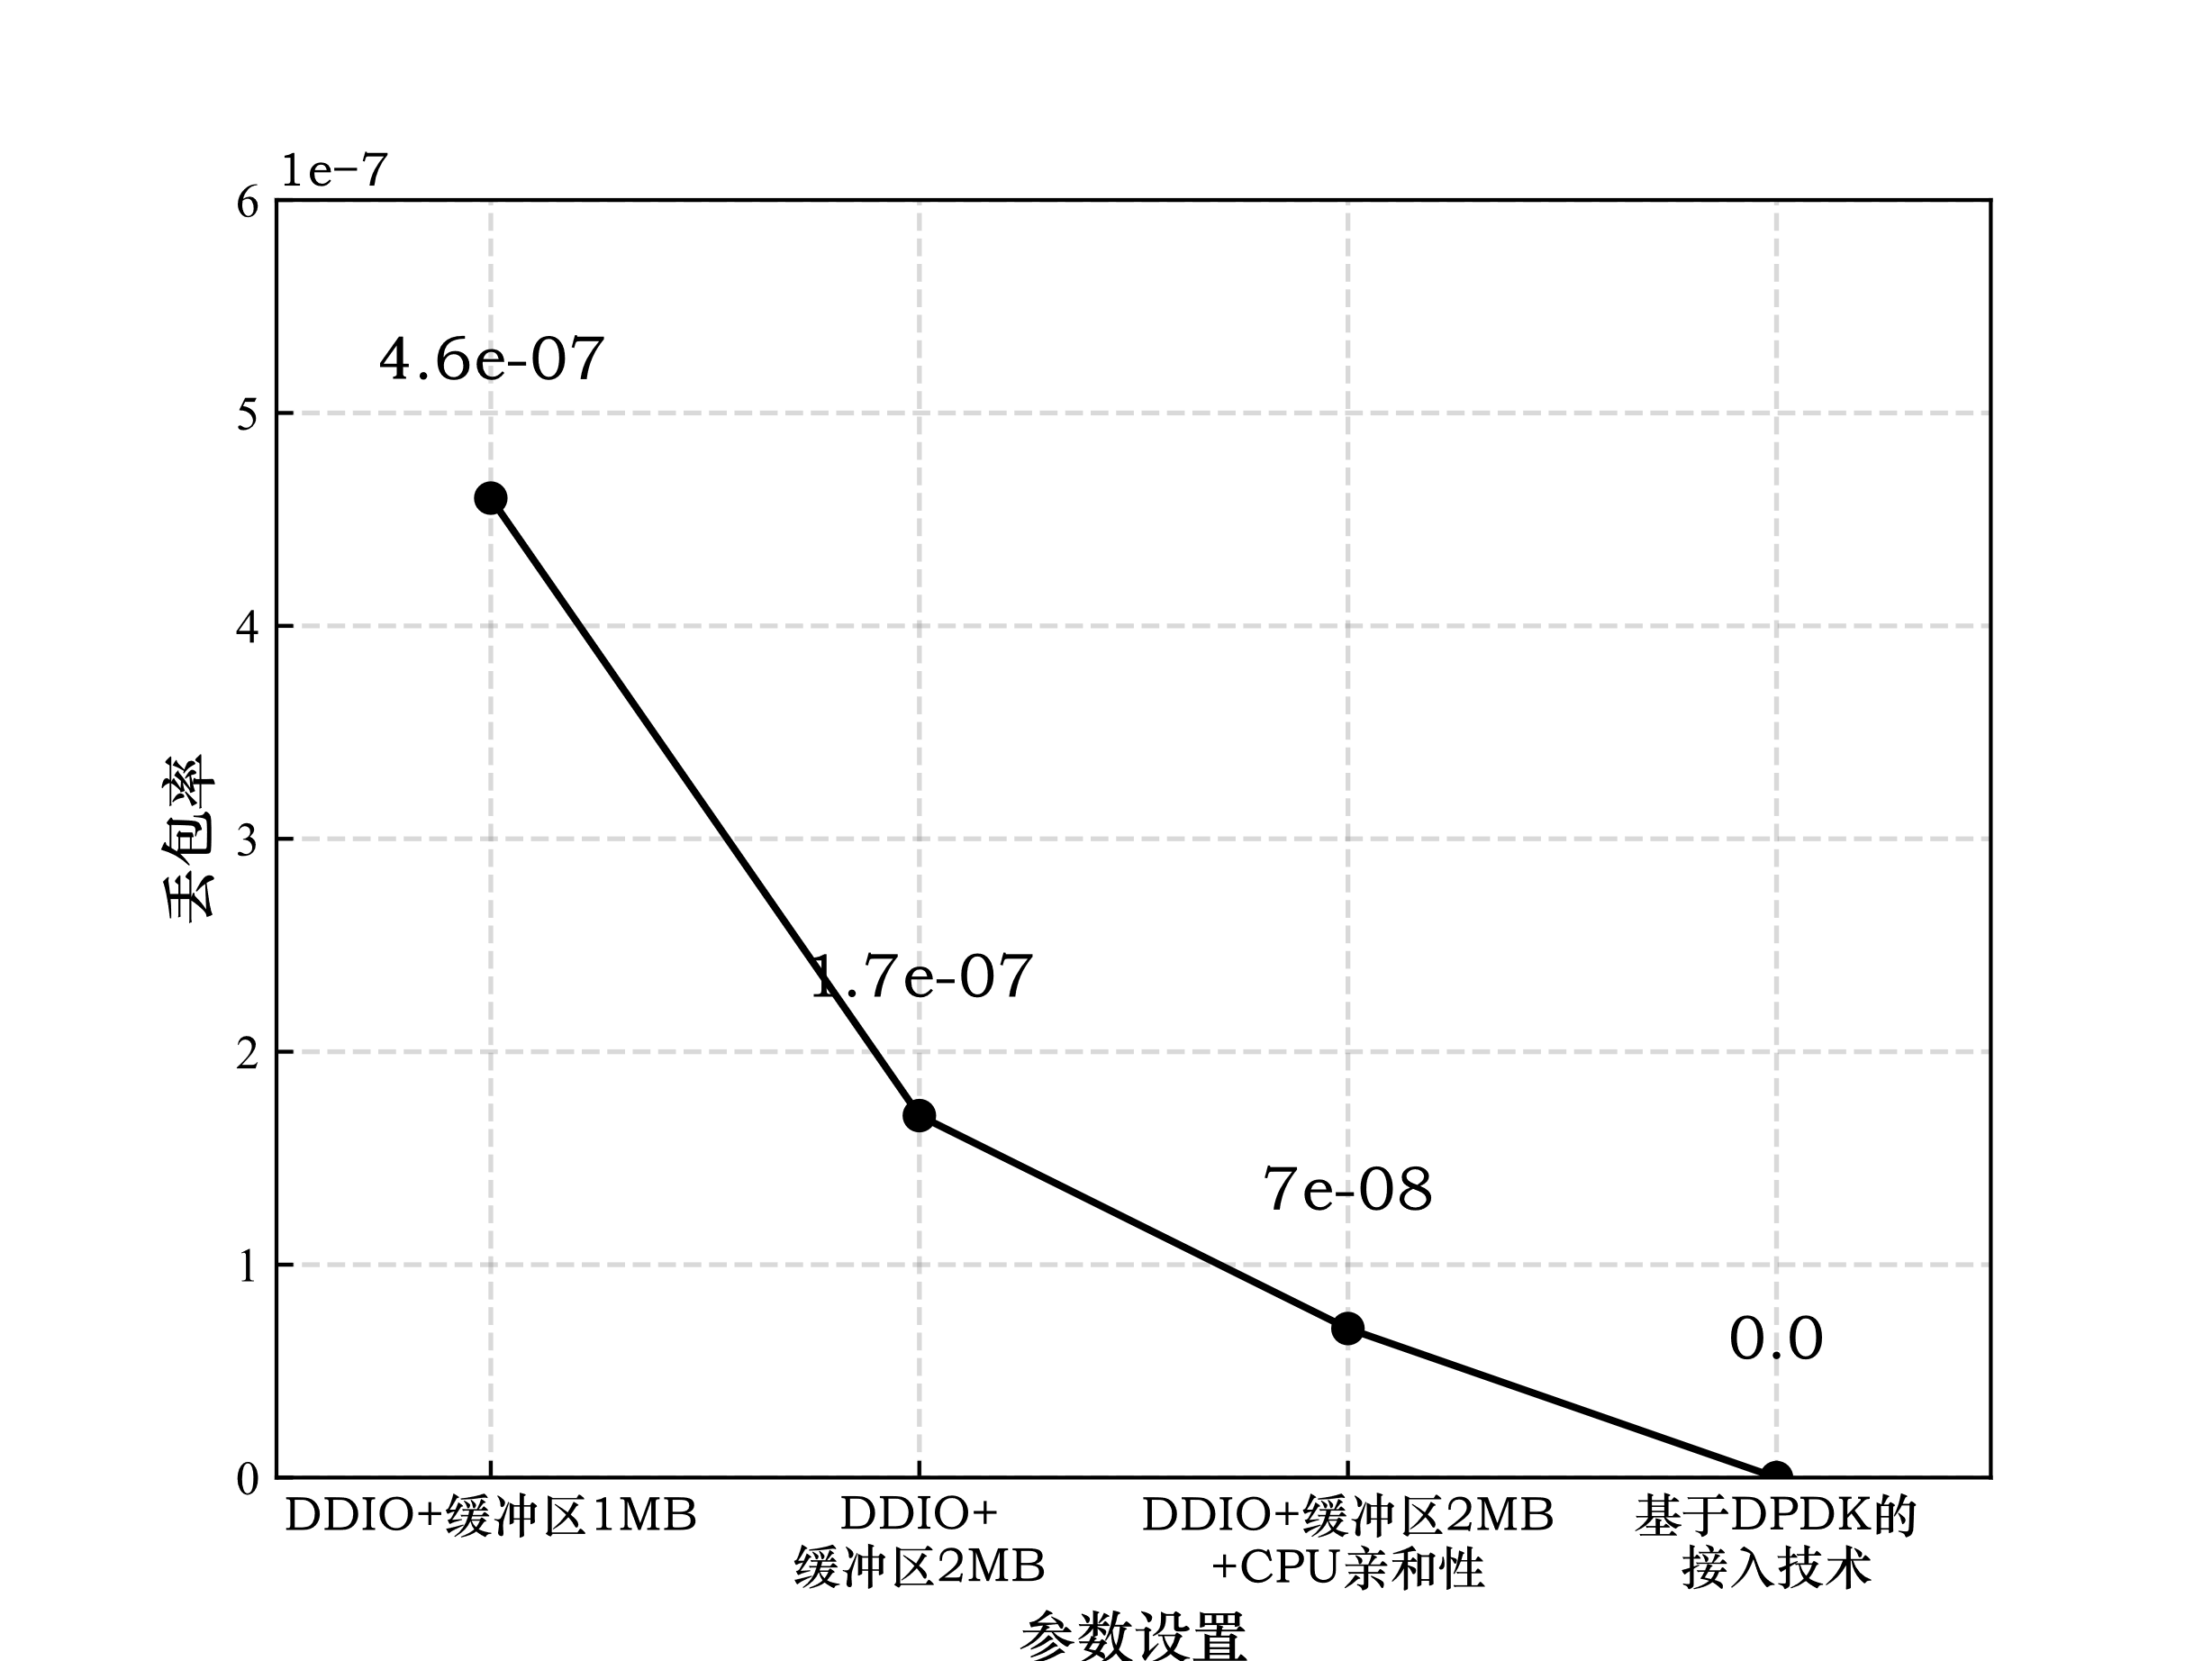 1e−7
6
5
4
3
2
1
0
丢包率
4.6e-07
1.7e-07
7e-08
0.0
DDIO+缓冲区1MB
DDIO+
缓冲区2MB
DDIO+缓冲区2MB
+CPU亲和性
基于DPDK的
接入技术
参数设置